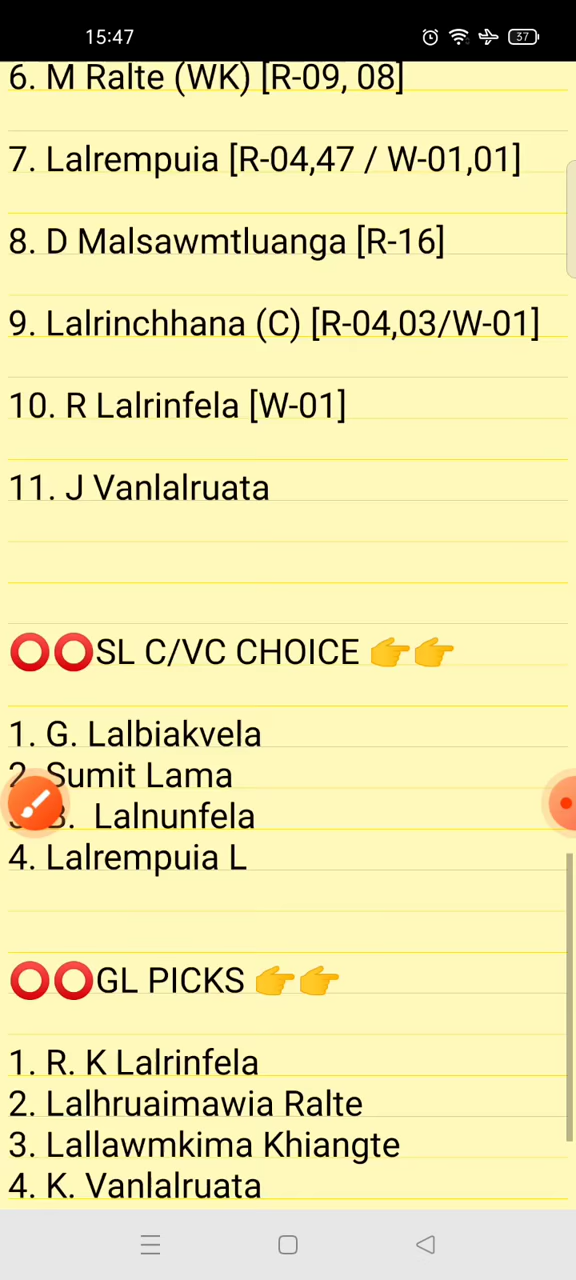 15:47
37
6. M Ralte (WK) [R-09, 08]
7. Lalrempuia [R-04,47 / W-01,01]
8. D Malsawmtluanga [R-16]
9. Lalrinchhana (C) [R-04,03/W-01]
10. R Lalrinfela [W-01]
11. J Vanlalruata
⭕⭕SL C/VC CHOICE 👉👉
1. G. Lalbiakvela
2. Sumit Lama
B. Lalnunfela
4. Lalrempuia L
⭕⭕GL PICKS 👉👉
1. R. K Lalrinfela
2. Lalhruaimawia Ralte
3. Lallawmkima Khiangte
4. K. Vanlalruata